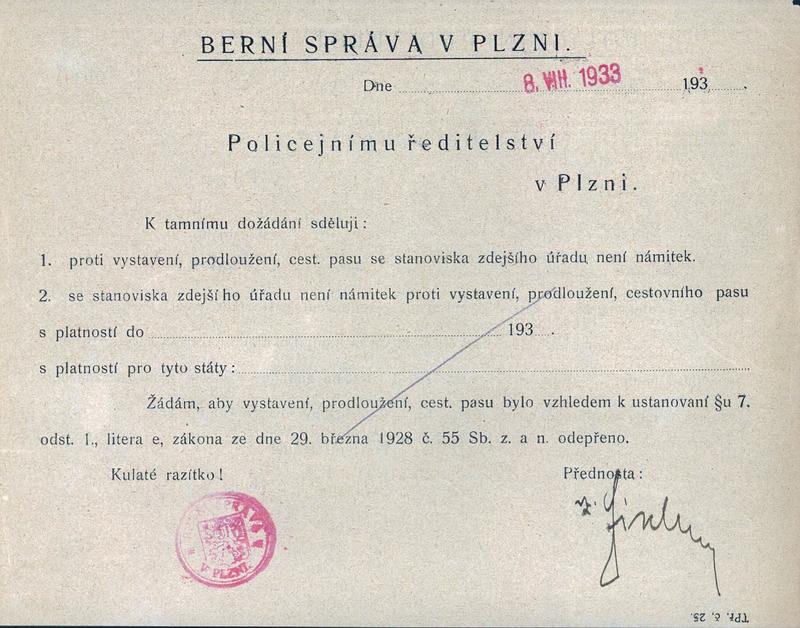 BERNÍ SPRÁVA V PLZNI.
Dne 8. VIII. 1933 193 .
Policejnímu ředitelství
v Plzni.
K tamnímu dožádání sděluji:
1. proti vystavení, prodloužení, cest. pasu se stanoviska zdejšího úřadu není námitek.
2. se stanoviska zdejšího úřadu není námitek proti vystavení, prodloužení, cestovního pasu
s platností do 193 .
s platností pro tyto státy:
Žádám, aby vystavení, prodloužení, cest. pasu bylo vzhledem k ustanovaní §u 7.
odst. 1., litera e, zákona ze dne 29. března 1928 č. 55 Sb. z. a n. odepřeno.
Kulaté razítko! Přednosta:
V PLZNI.
TPř. č. 25.